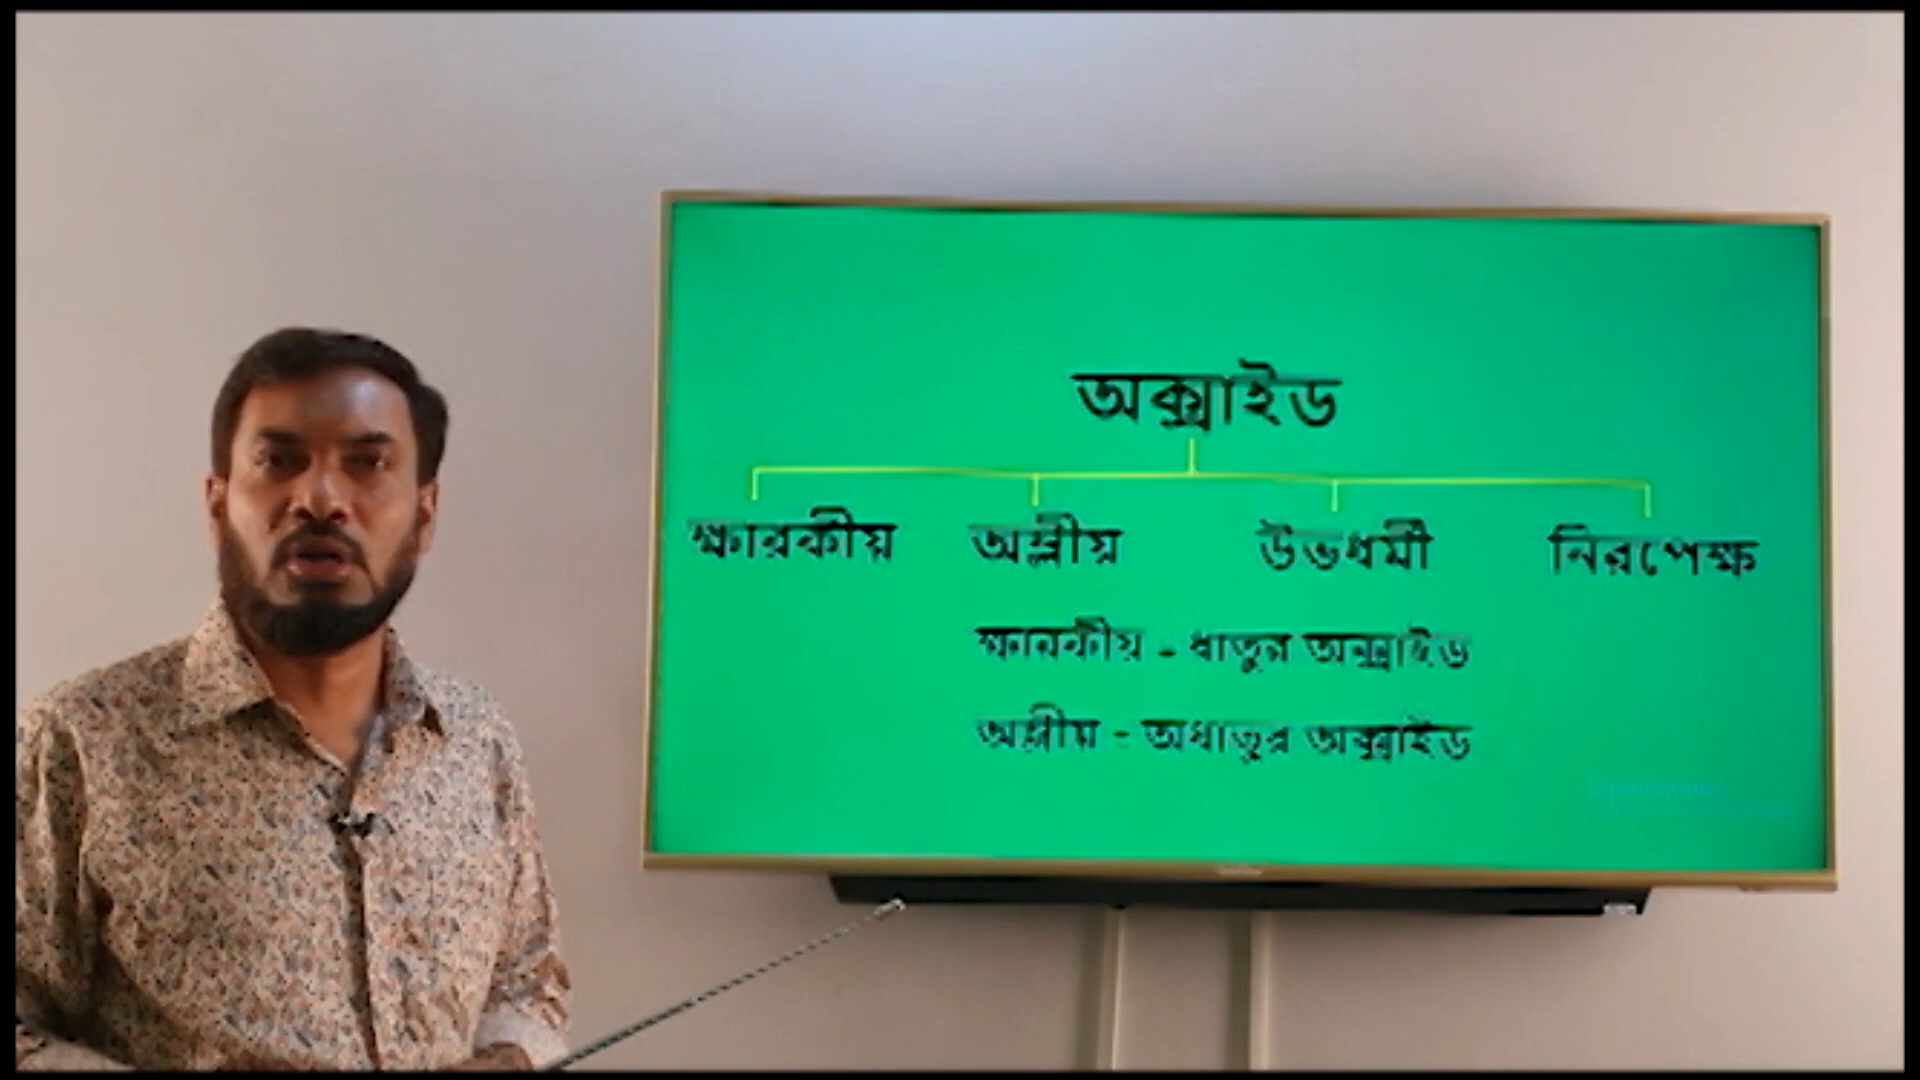 অক্সাইড
ক্ষারকীয় অম্লীয় উভধর্মী নিরপেক্ষ
ক্ষারকীয় - ধাতুর অক্সাইড
অম্লীয় - অধাতুর অক্সাইড